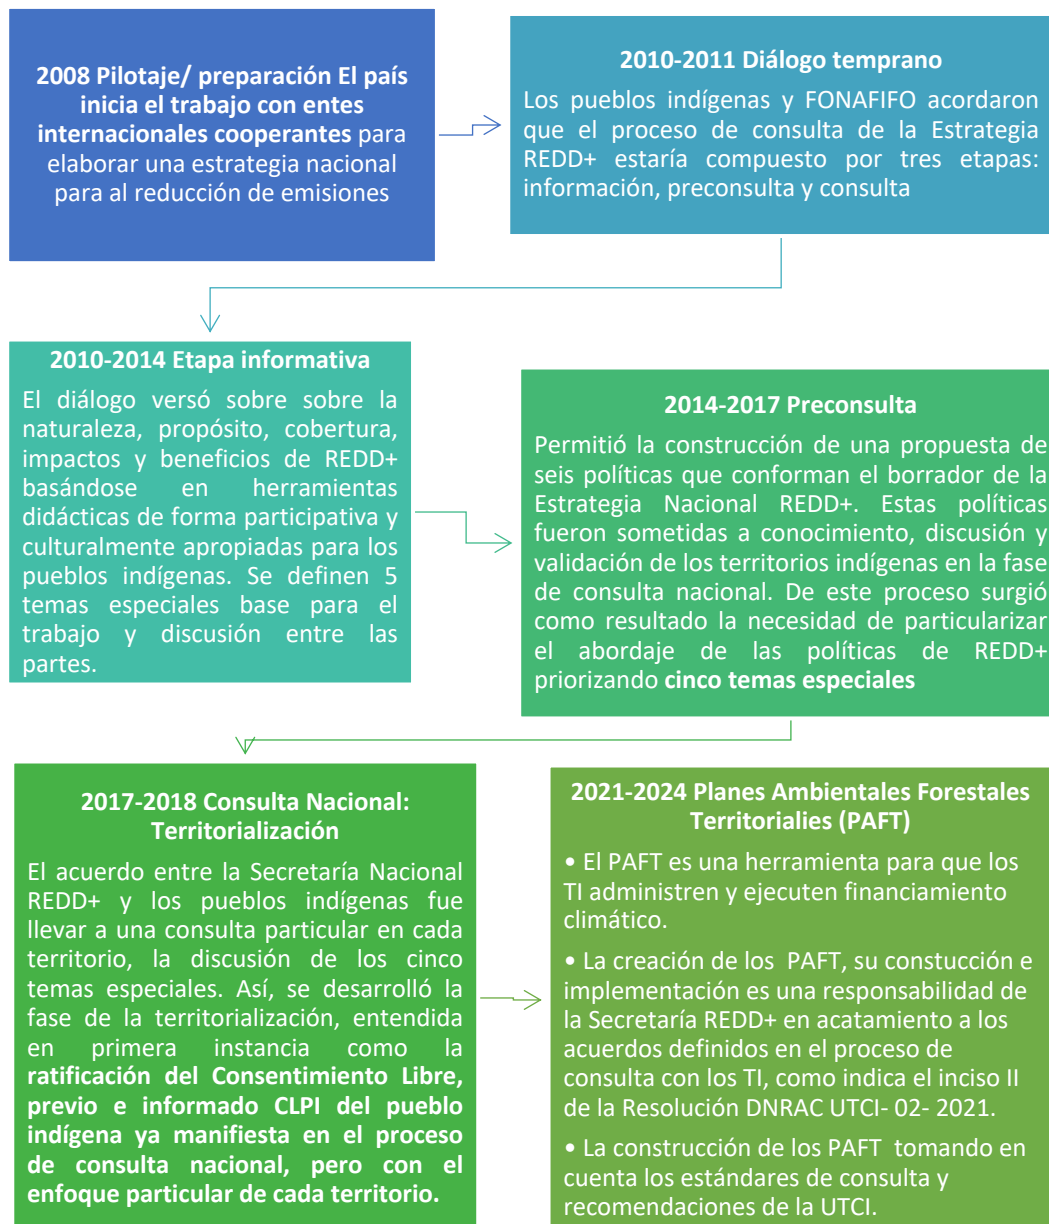 2008 Pilotaje/ preparación El país
inicia el trabajo con entes
internacionales cooperantes para
elaborar una estrategia nacional
para al reducción de emisiones
2010-2011 Diálogo temprano
Los pueblos indígenas y FONAFIFO acordaron
que el proceso de consulta de la Estrategia
REDD+ estaría compuesto por tres etapas:
información, preconsulta y consulta
2010-2014 Etapa informativa
El diálogo versó sobre sobre la
naturaleza, propósito, cobertura,
impactos y beneficios de REDD+
basándose en herramientas
didácticas de forma participativa y
culturalmente apropiadas para los
pueblos indígenas. Se definen 5
temas especiales base para el
trabajo y discusión entre las
partes.
2014-2017 Preconsulta
Permitió la construcción de una propuesta de
seis políticas que conforman el borrador de la
Estrategia Nacional REDD+. Estas políticas
fueron sometidas a conocimiento, discusión y
validación de los territorios indígenas en la fase
de consulta nacional. De este proceso surgió
como resultado la necesidad de particularizar
el abordaje de las políticas de REDD+
priorizando cinco temas especiales
2017-2018 Consulta Nacional:
Territorialización
El acuerdo entre la Secretaría Nacional
REDD+ y los pueblos indígenas fue
llevar a una consulta particular en cada
territorio, la discusión de los cinco
temas especiales. Así, se desarrolló la
fase de la territorialización, entendida
en primera instancia como la
ratificación del Consentimiento Libre,
previo e informado CLPI del pueblo
indígena ya manifiesta en el proceso
de consulta nacional, pero con el
enfoque particular de cada territorio.
2021-2024 Planes Ambientales Forestales
Territorialies (PAFT)
• El PAFT es una herramienta para que los
TI administren y ejecuten financiamiento
climático.
• La creación de los PAFT, su constucción e
implementación es una responsabilidad de
la Secretaría REDD+ en acatamiento a los
acuerdos definidos en el proceso de
consulta con los TI, como indica el inciso II
de la Resolución DNRAC UTCI- 02- 2021.
• La construcción de los PAFT tomando en
cuenta los estándares de consulta y
recomendaciones de la UTCI.